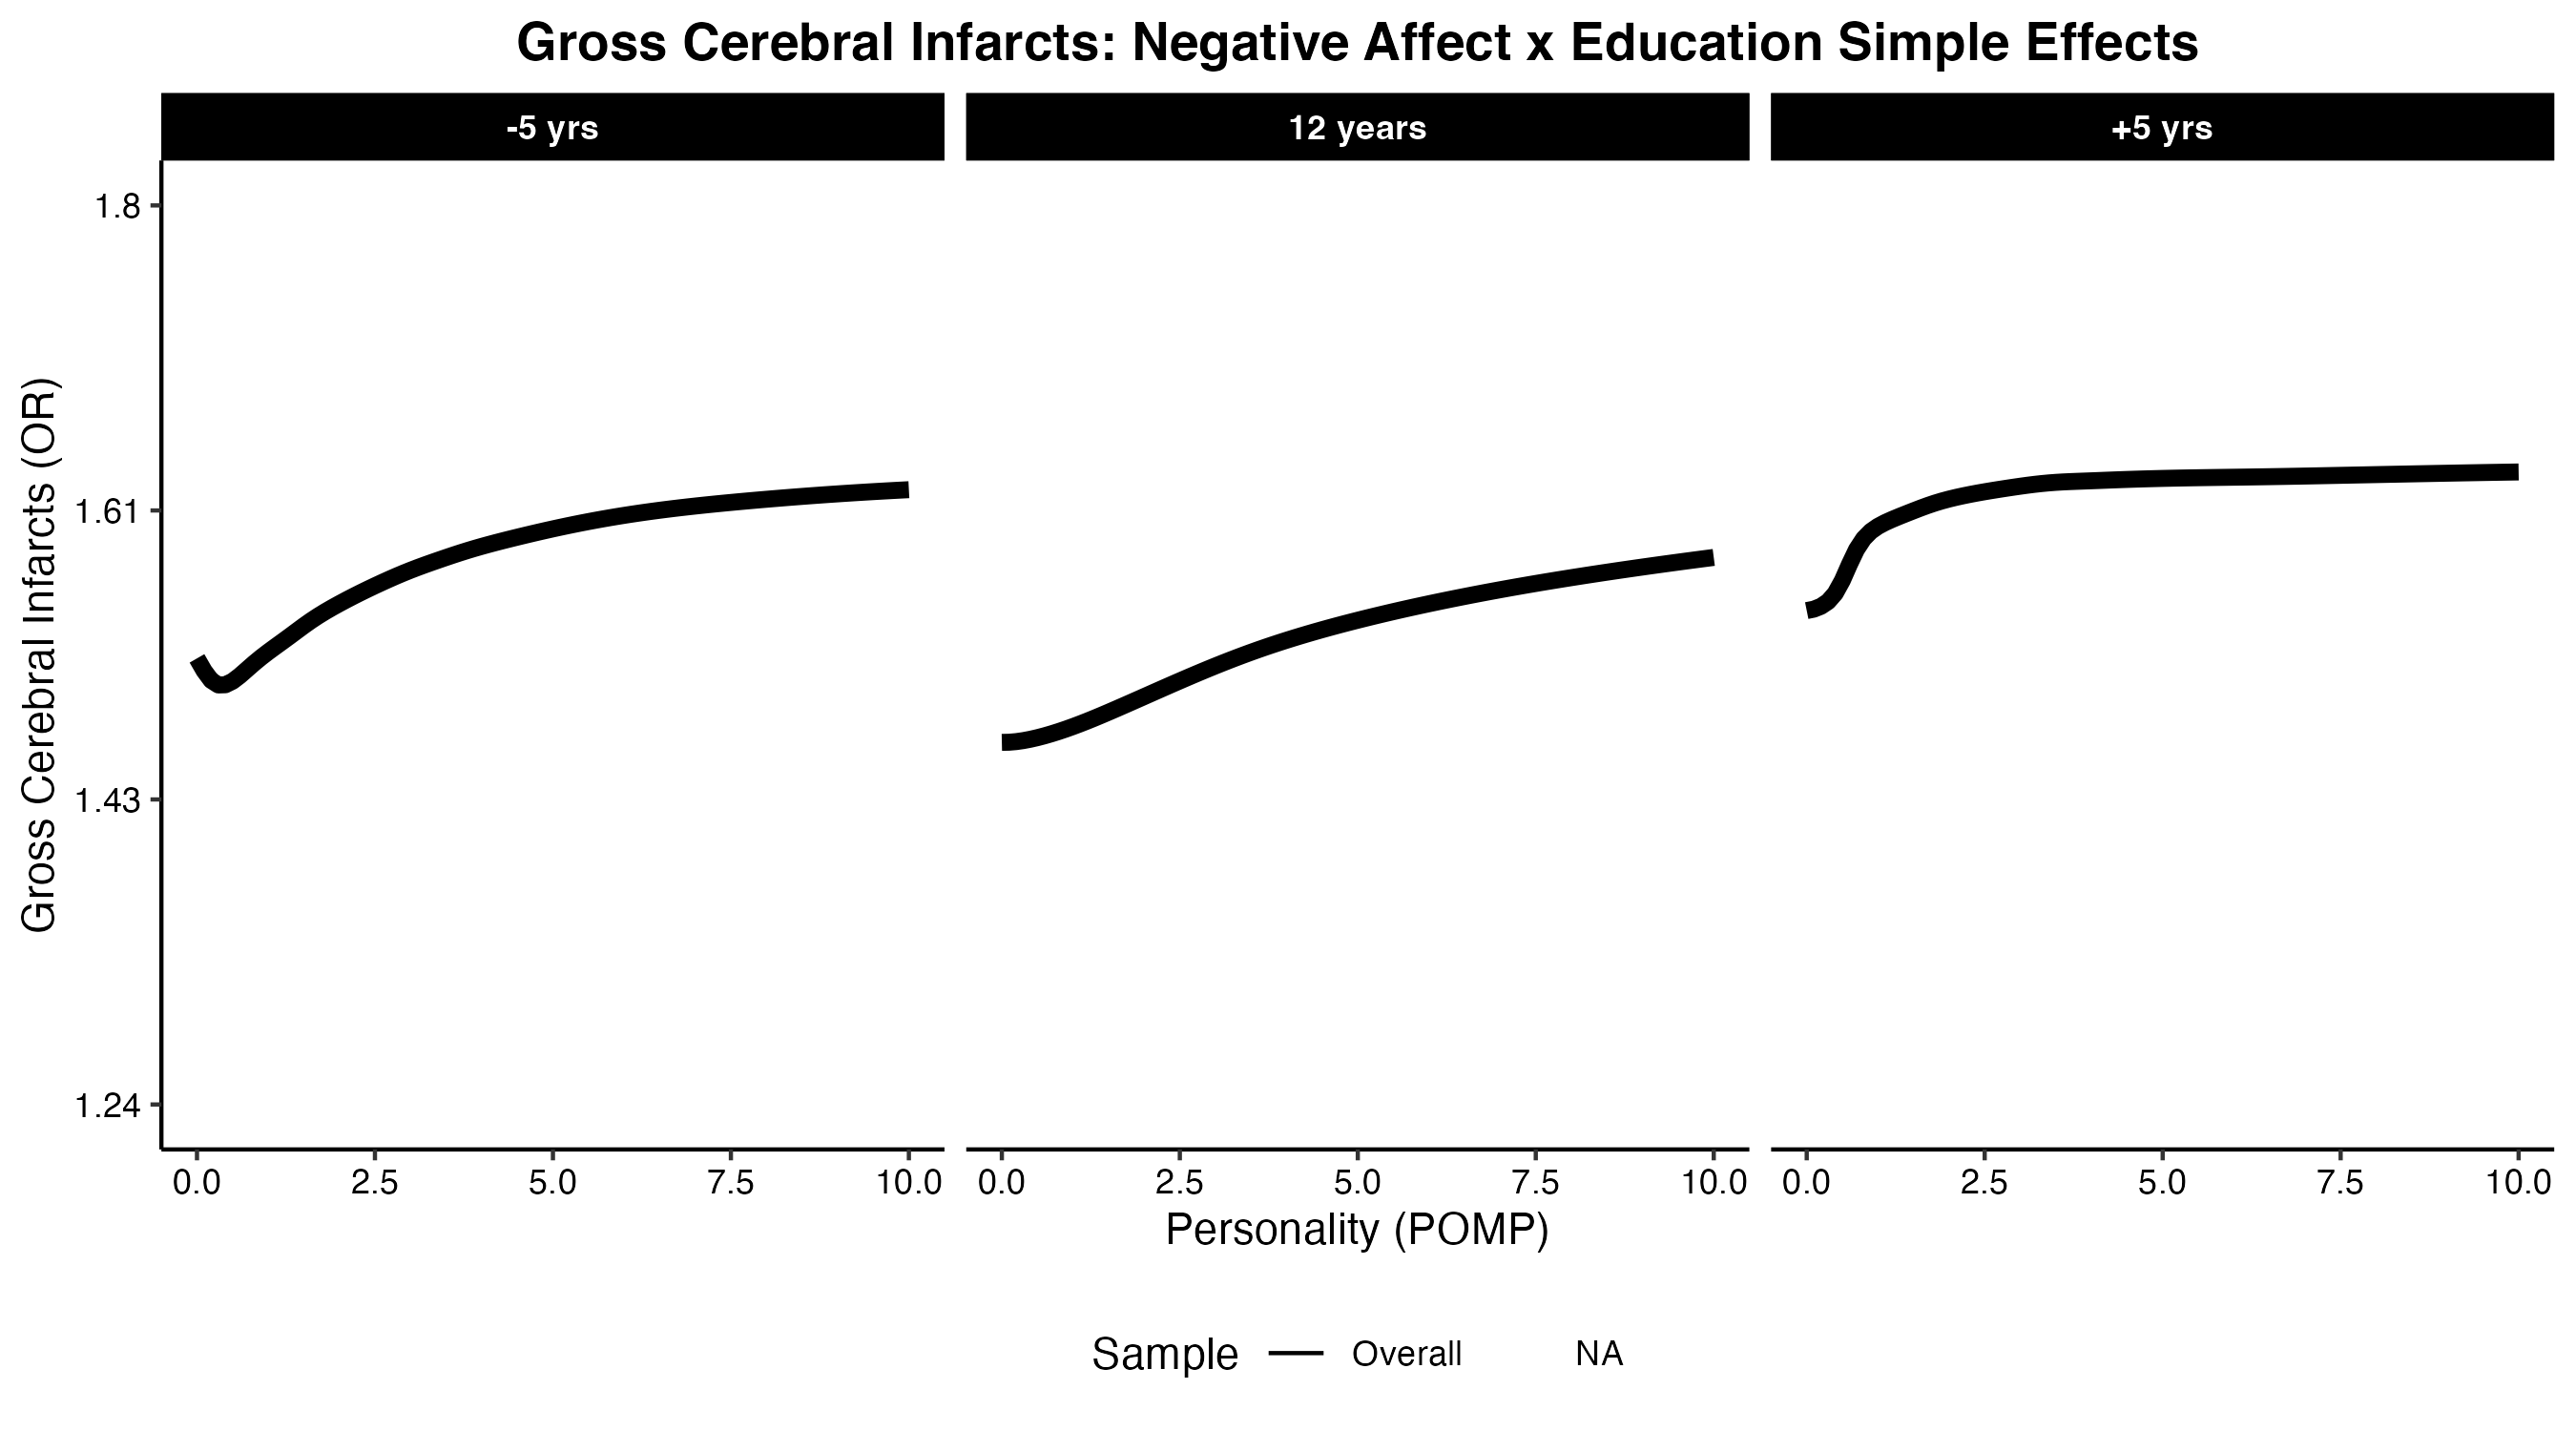 Gross Cerebral Infarcts: Negative Affect x Education Simple Effects
-5 yrs 12 years +5 yrs
Gross Cerebral Infarcts (OR)
1.8
1.61
1.43
1.24
0.0 2.5 5.0 7.5 10.0 0.0 2.5 5.0 7.5 10.0 0.0 2.5 5.0 7.5 10.0
Personality (POMP)
Sample Overall NA